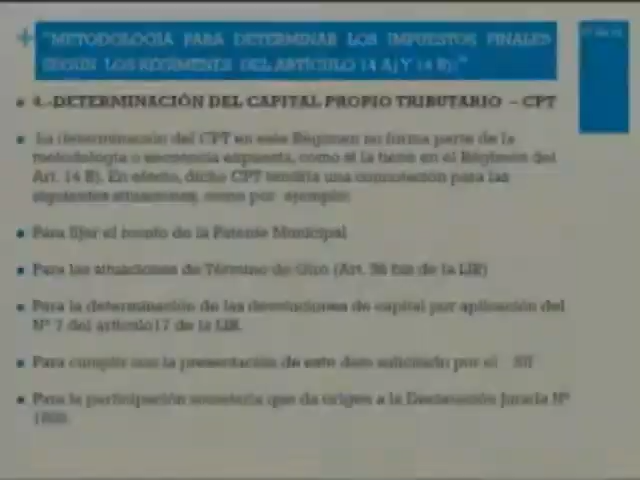 + "METODOLOGÍA PARA DETERMINAR LOS IMPUESTOS FINALES
SEGÚN LOS REGÍMENES DEL ARTÍCULO 14 A) Y 14 B)."
4.-DETERMINACIÓN DEL CAPITAL PROPIO TRIBUTARIO – CPT
La determinación del CPT en este Régimen no forma parte de la
metodología o secuencia expuesta, como si la tiene en el Régimen del
Art. 14 B). En efecto, dicho CPT tendría una connotación para las
siguientes situaciones, como por ejemplo:
Para fijar el monto de la Patente Municipal
Para las situaciones de Término de Giro (Art. 38 bis de la LIR)
Para la determinación de las devoluciones de capital por aplicación del
N° 7 del artículo17 de la LIR.
Para cumplir con la presentación de este dato solicitado por el SII
Para la participación societaria que da origen a la Declaración Jurada N°